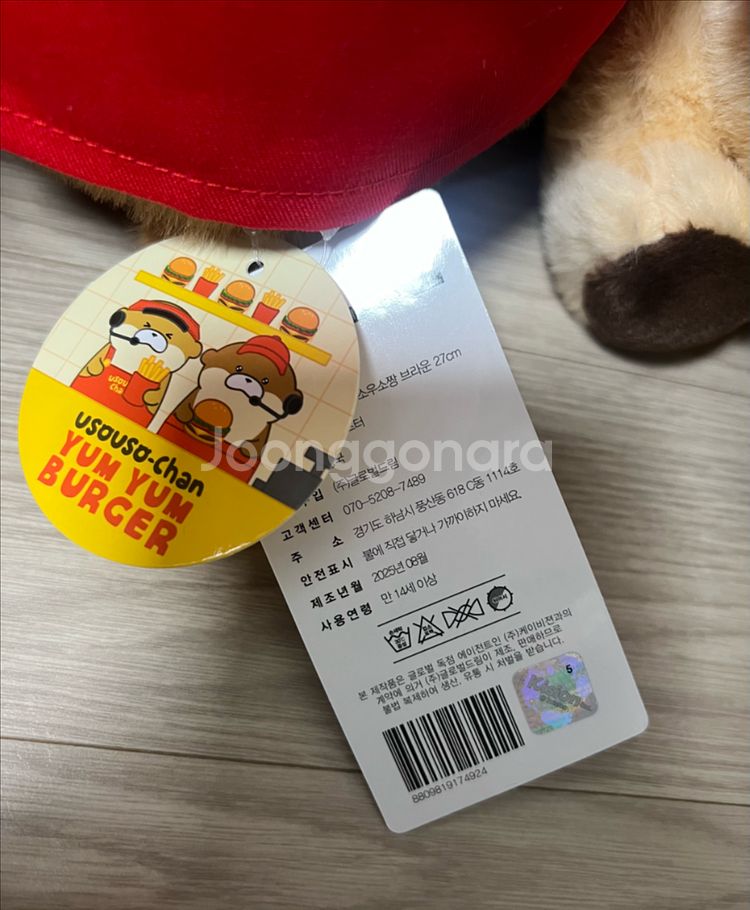 usou
cha
usouso-chan
YUM YUM
BURGER
Joonggonara
소우소짱 브라운 27cm
(주)글로벌드림
고객센터 070-5208-7489
주 소 경기도 하남시 풍산동 618 C동 1114호
안전표시 불에 직접 닿거나 가까이하지 마세요.
제조년월 2025년 08월
사용연령 만 14세 이상
본 제작품은 글로벌 독점 에이전트인 (주)케이비젼과의
계약에 의거 (주)글로벌드림이 제조, 판매하므로
불법 복제하여 생산, 유통 시 처벌을 받습니다.
5
8809819174924